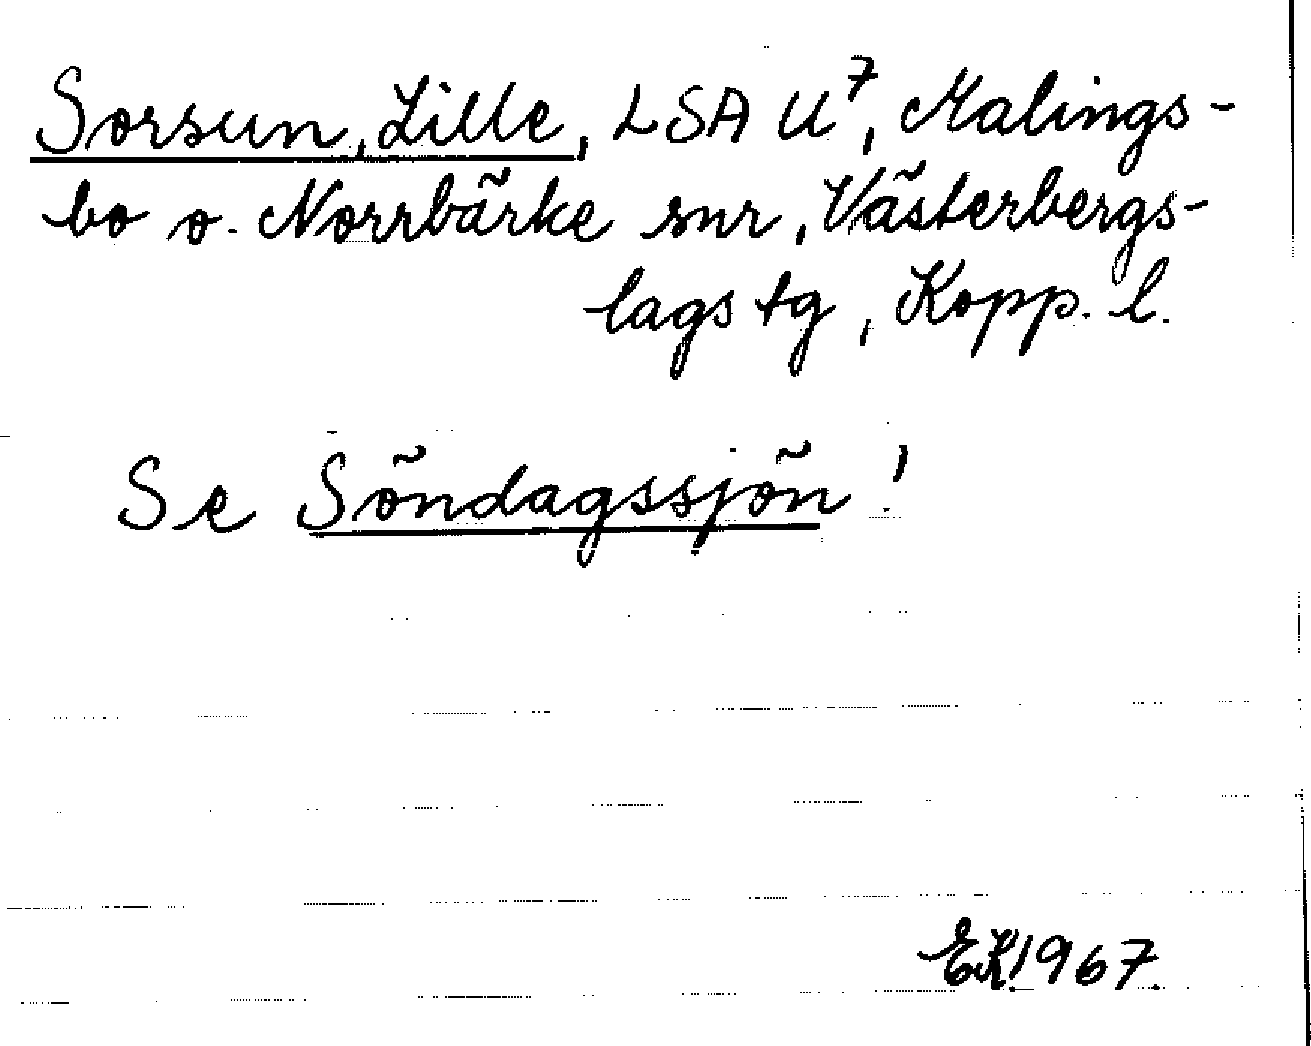 Sorsun, Lille, LSA U⁷, Malings-
bo o. Norrbärke snr, Västerbergs-
lags tg, Kopp. l.
Se Söndagssjön!
EK 1967.